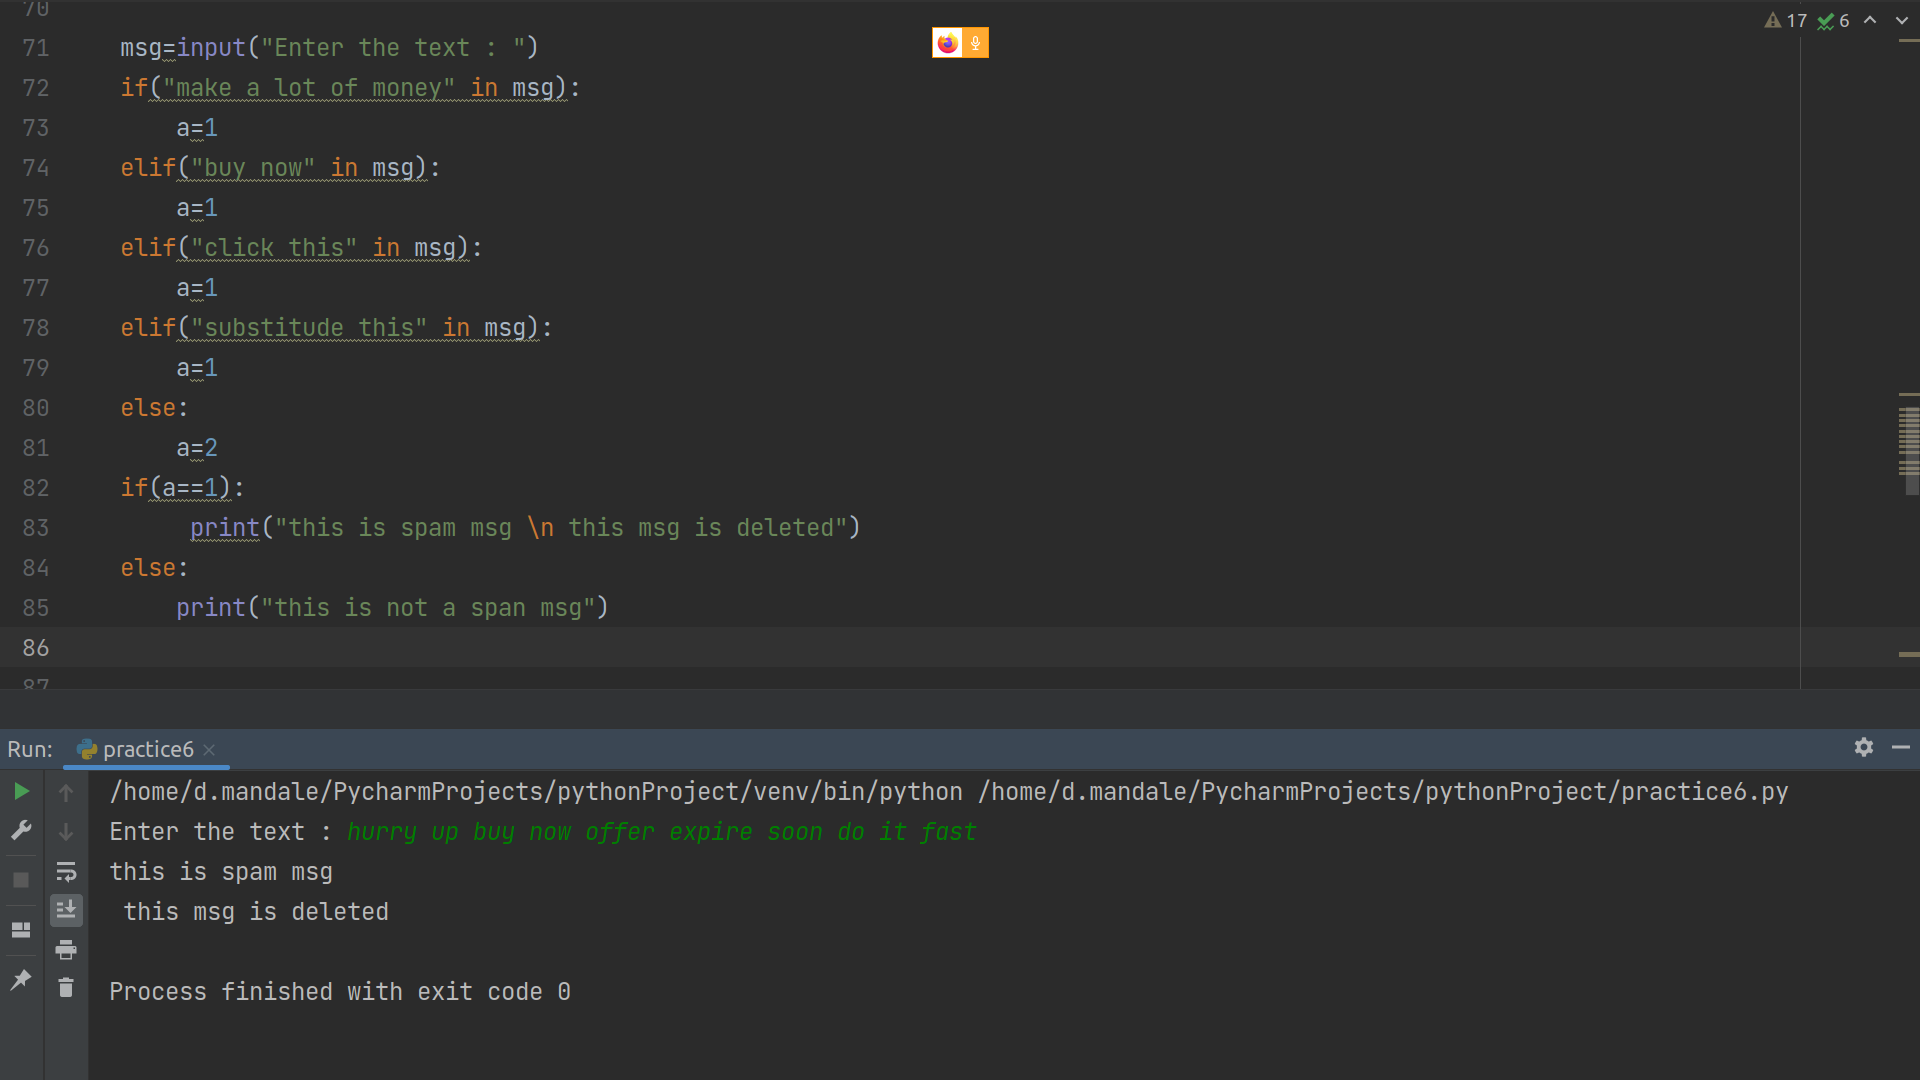 70
17 6
71 msg=input("Enter the text : ")
72 if("make a lot of money" in msg):
73 a=1
74 elif("buy now" in msg):
75 a=1
76 elif("click this" in msg):
77 a=1
78 elif("substitude this" in msg):
79 a=1
80 else:
81 a=2
82 if(a==1):
83 print("this is spam msg \n this msg is deleted")
84 else:
85 print("this is not a span msg")
86
87
Run: practice6
/home/d.mandale/PycharmProjects/pythonProject/venv/bin/python /home/d.mandale/PycharmProjects/pythonProject/practice6.py
Enter the text : hurry up buy now offer expire soon do it fast
this is spam msg
 this msg is deleted
Process finished with exit code 0